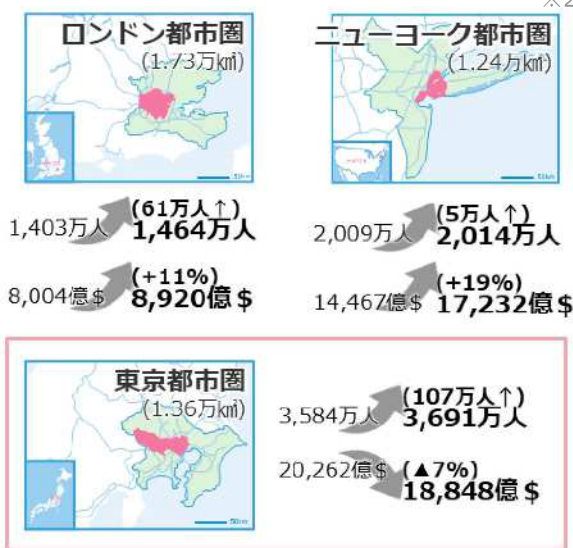 ※2
ロンドン都市圏
(1.73万㎢)
(61万人↑)
1,403万人 1,464万人
(+11%)
8,004億$ 8,920億$
ニューヨーク都市圏
(1.24万㎢)
(5万人↑)
2,009万人 2,014万人
(+19%)
14,467億$ 17,232億$
東京都市圏
(1.36万㎢)
(107万人↑)
3,584万人 3,691万人
20,262億$ (▲7%)
18,848億$